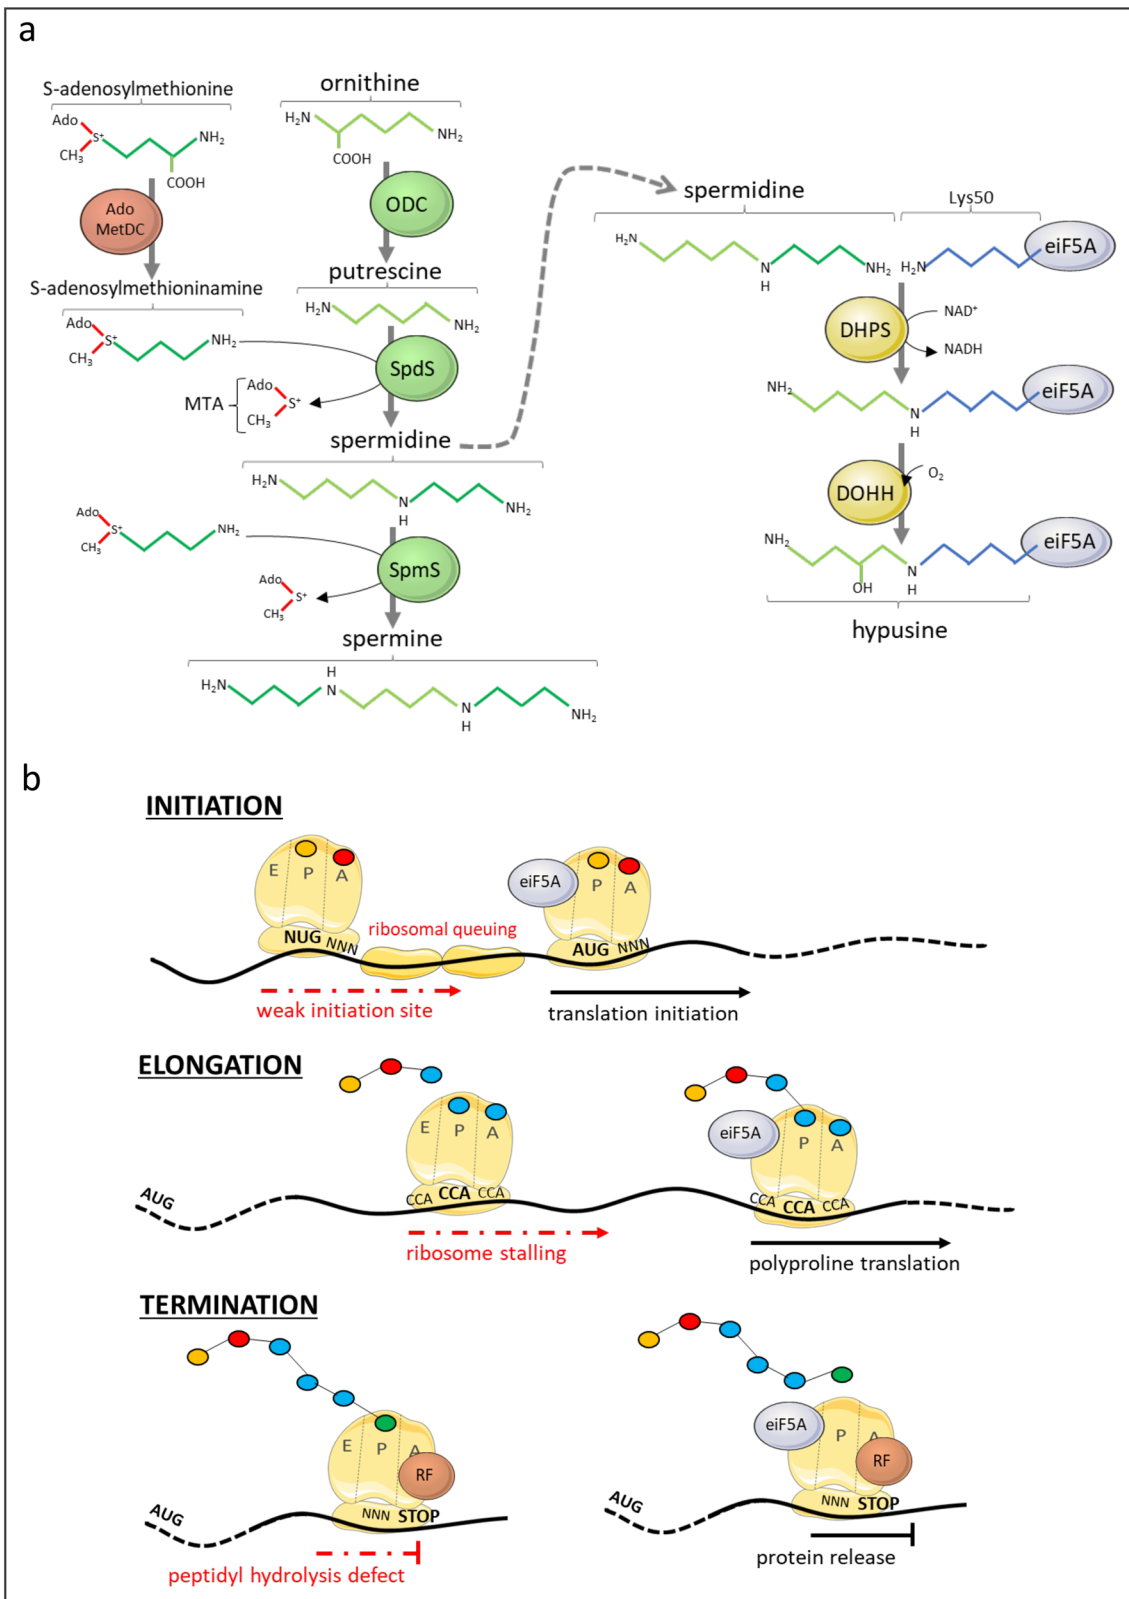 a
S-adenosylmethionine
Ado
S+
CH3
NH2
COOH
Ado
MetDC
S-adenosylmethioninamine
Ado
S+
CH3
NH2
MTA
Ado
CH3
S+
Ado
S+
CH3
NH2
Ado
CH3
S+
ornithine
H2N
NH2
COOH
ODC
putrescine
H2N
NH2
SpdS
spermidine
H2N
N
H
NH2
SpmS
spermine
H2N
H
N
N
H
NH2
spermidine
Lys50
H2N
N
H
NH2
H2N
eiF5A
DHPS
NAD+
NADH
NH2
N
H
eiF5A
DOHH
O2
NH2
OH
N
H
eiF5A
hypusine
b
INITIATION
E P A
NUG NNN
ribosomal queuing
weak initiation site
eiF5A
P A
AUG NNN
translation initiation
ELONGATION
AUG
E P A
CCA CCA CCA
ribosome stalling
eiF5A
P A
CCA CCA CCA
polyproline translation
TERMINATION
AUG
E P A
RF
NNN STOP
peptidyl hydrolysis defect
AUG
eiF5A
P A
RF
NNN STOP
protein release